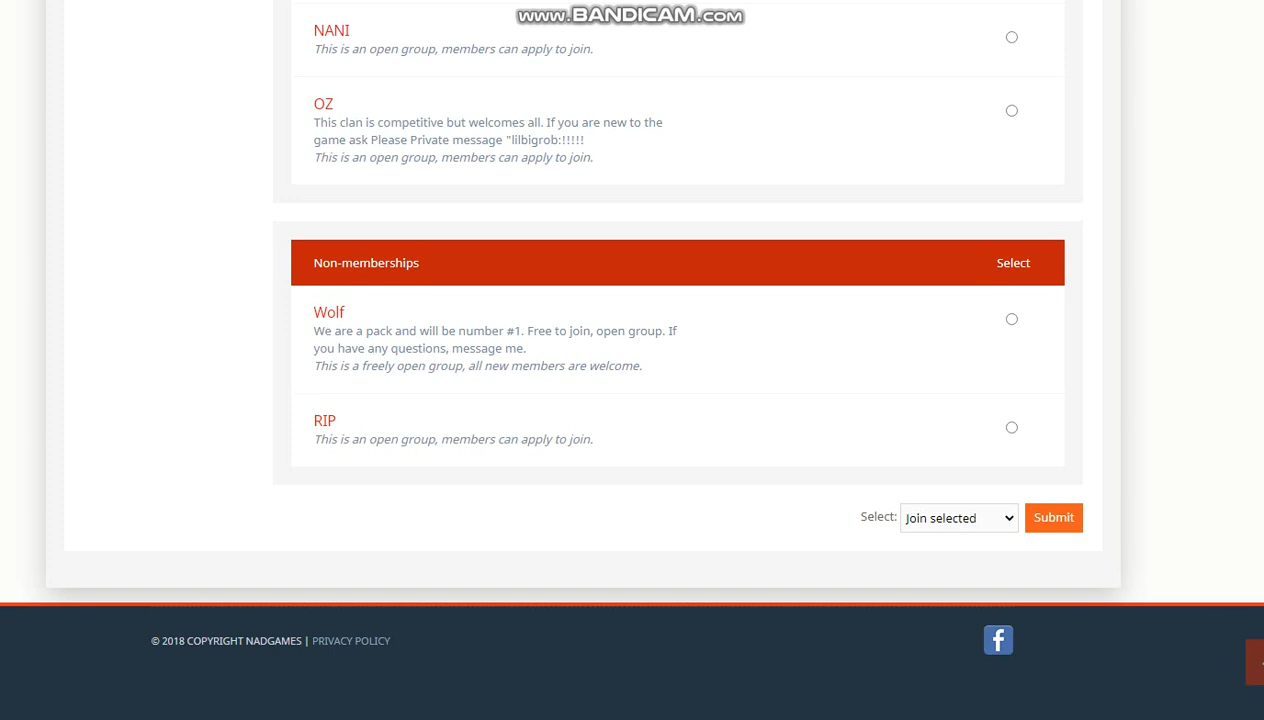 www.BANDICAM.com
NANI
This is an open group, members can apply to join.
OZ
This clan is competitive but welcomes all. If you are new to the
game ask Please Private message "lilbigrob:!!!!!
This is an open group, members can apply to join.
Non-memberships Select
Wolf
We are a pack and will be number #1. Free to join, open group. If
you have any questions, message me.
This is a freely open group, all new members are welcome.
RIP
This is an open group, members can apply to join.
Select: Join selected Submit
© 2018 COPYRIGHT NADGAMES | PRIVACY POLICY
f